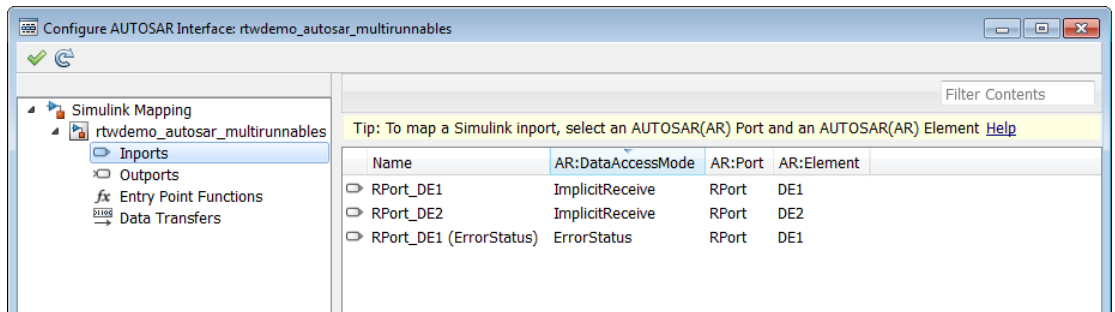 Configure AUTOSAR Interface: rtwdemo_autosar_multirunnables
Filter Contents
Simulink Mapping
rtwdemo_autosar_multirunnables
Inports
Outports
fx Entry Point Functions
Data Transfers
Tip: To map a Simulink inport, select an AUTOSAR(AR) Port and an AUTOSAR(AR) Element Help
Name AR:DataAccessMode AR:Port AR:Element
RPort_DE1 ImplicitReceive RPort DE1
RPort_DE2 ImplicitReceive RPort DE2
RPort_DE1 (ErrorStatus) ErrorStatus RPort DE1